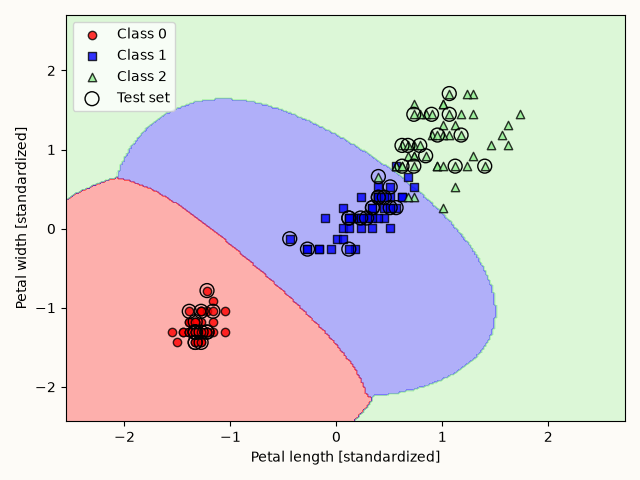 Class 0
Class 1
Class 2
Test set
Petal width [standardized]
2
1
0
−1
−2
−2
−1
0
1
2
Petal length [standardized]